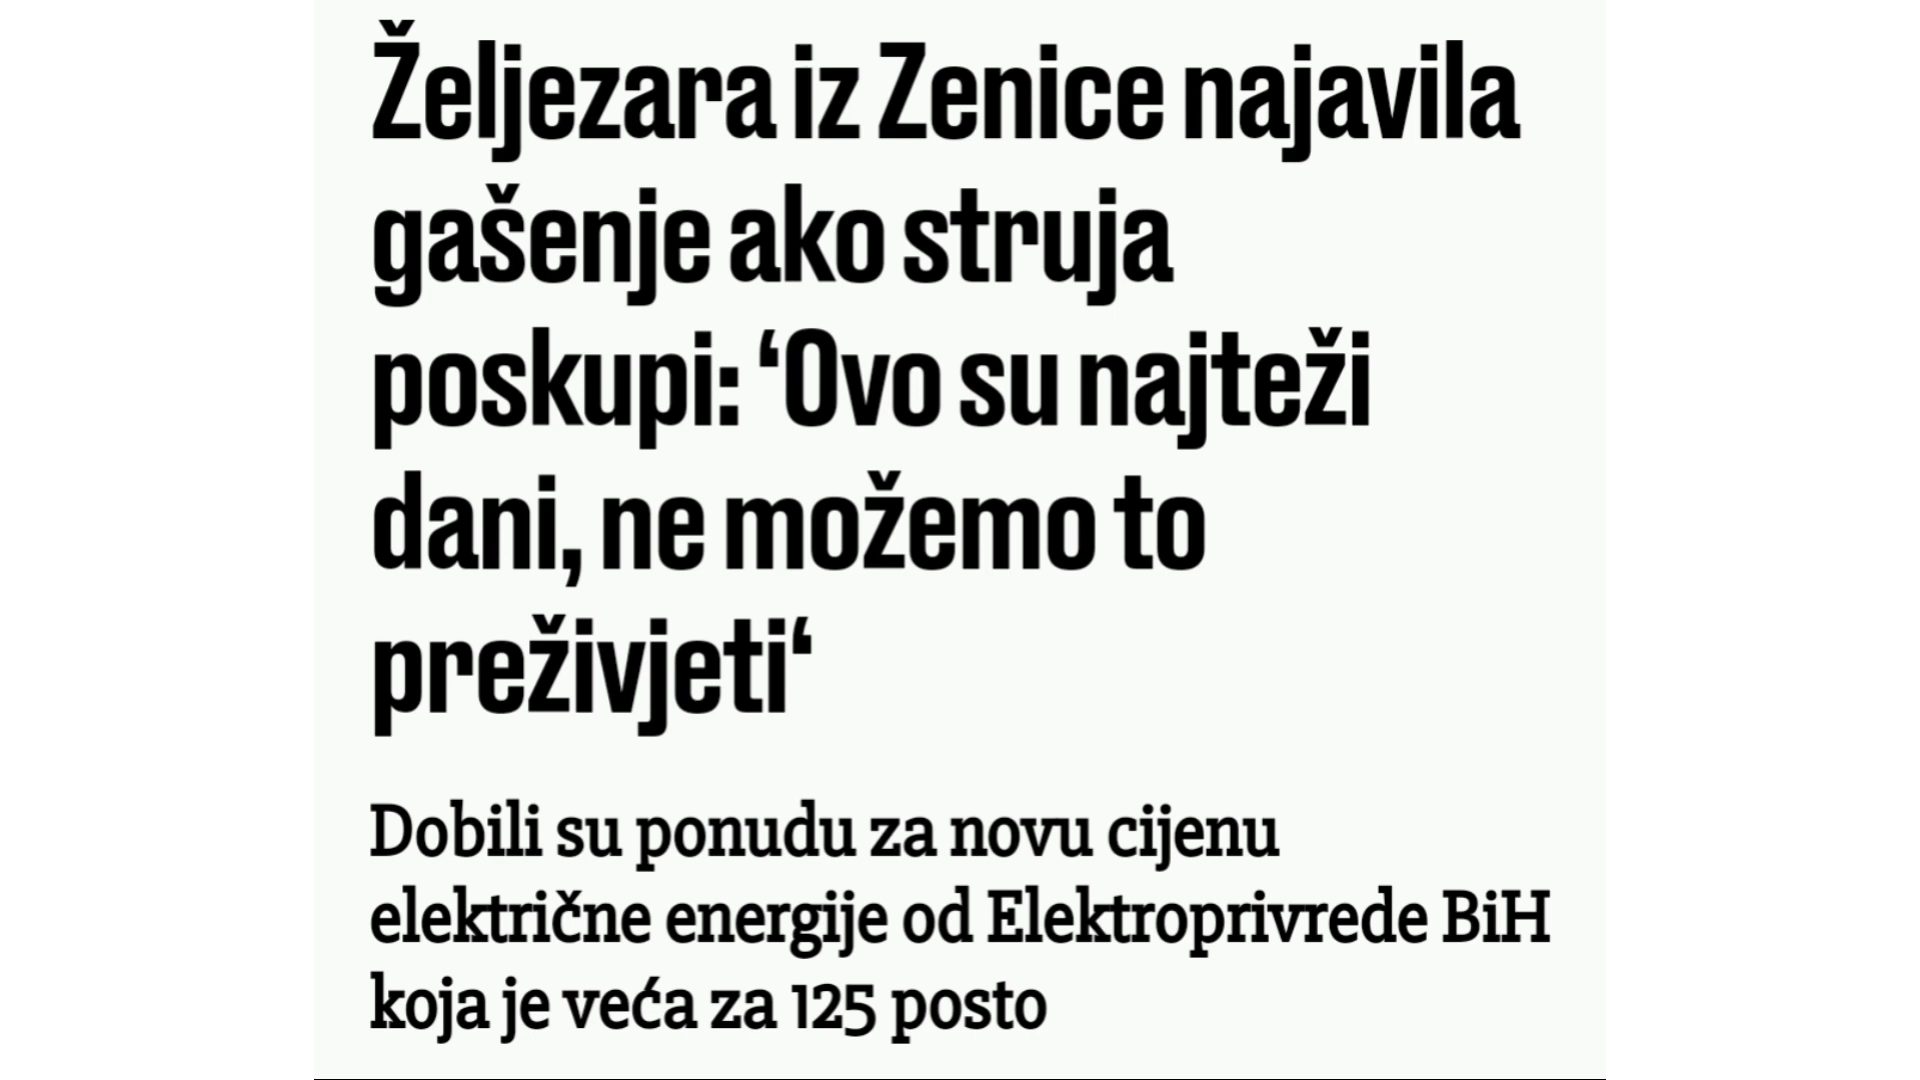 Željezara iz Zenice najavila
gašenje ako struja
poskupi: ‘Ovo su najteži
dani, ne možemo to
preživjeti‘
Dobili su ponudu za novu cijenu
električne energije od Elektroprivrede BiH
koja je veća za 125 posto